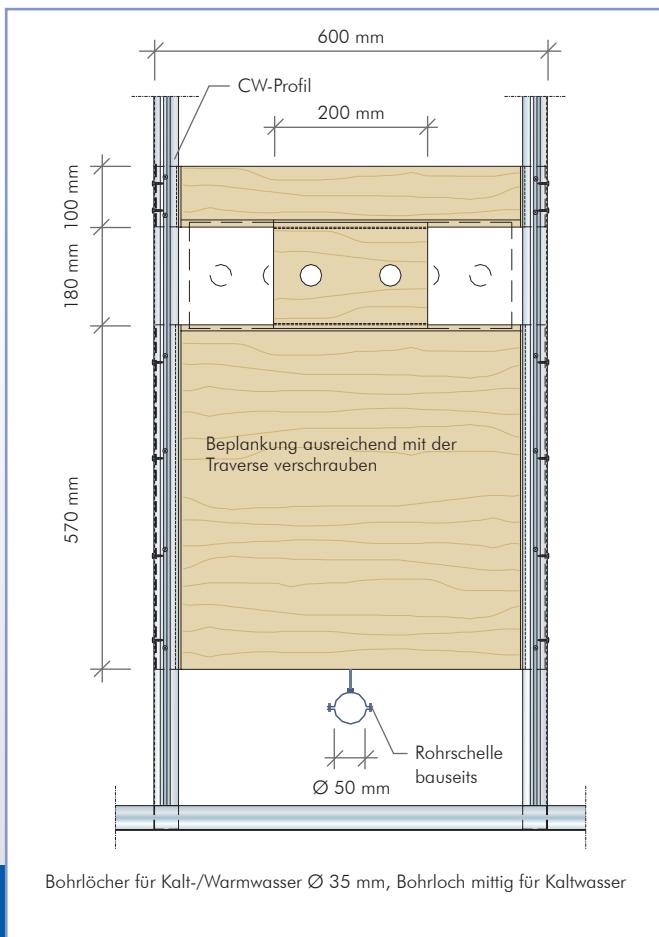 600 mm
CW-Profil
200 mm
100 mm
180 mm
Beplankung ausreichend mit der
Traverse verschrauben
570 mm
Rohrschelle
bauseits
Ø 50 mm
Bohrlöcher für Kalt-/Warmwasser Ø 35 mm, Bohrloch mittig für Kaltwasser